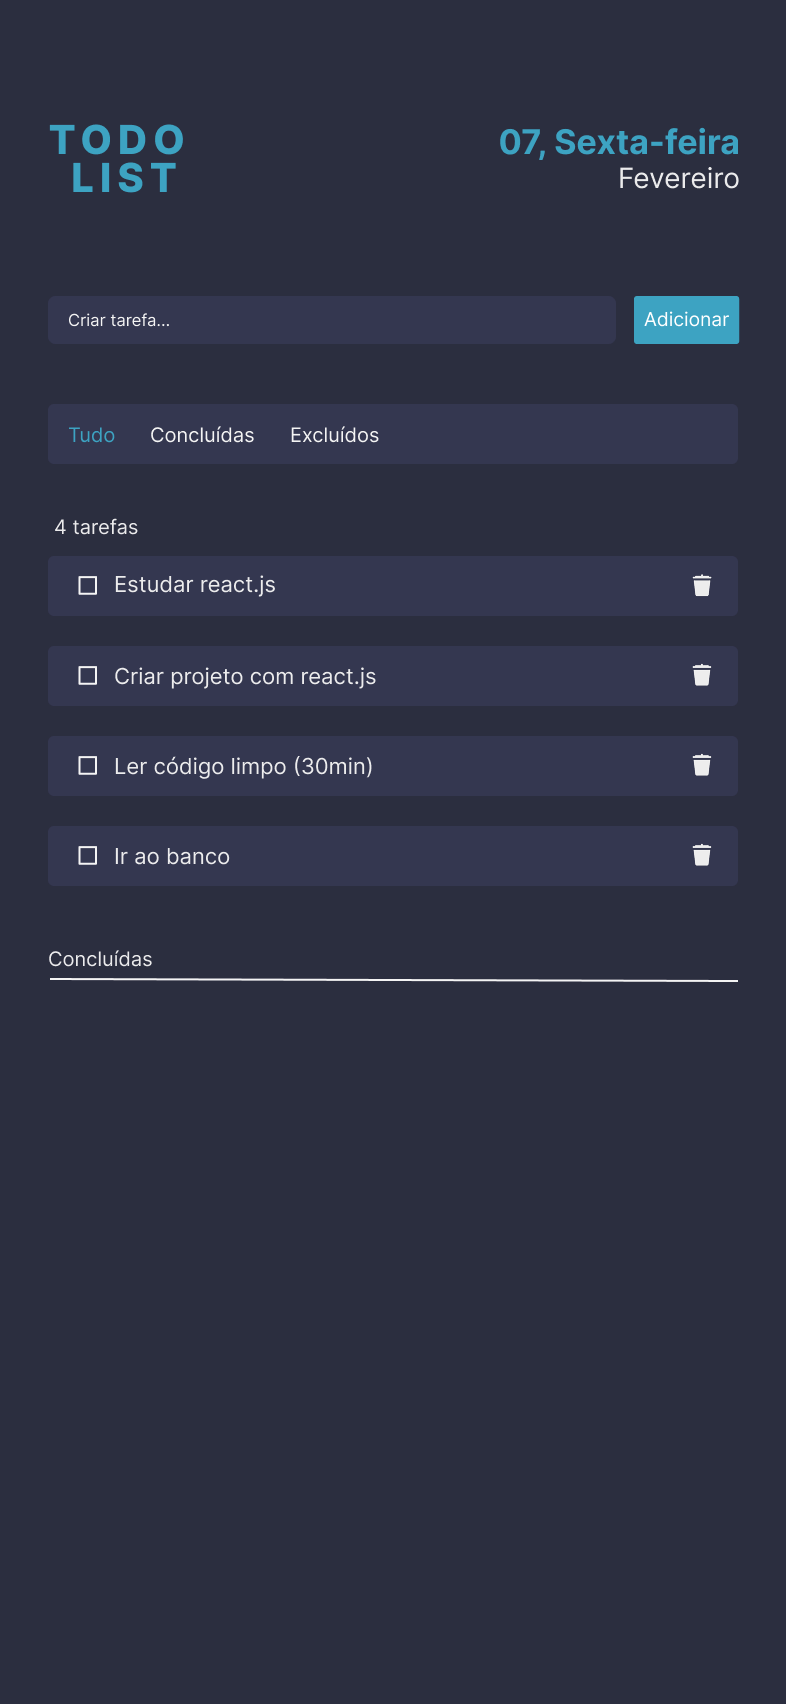 TODO
LIST
07, Sexta-feira
Fevereiro
Criar tarefa...
Adicionar
Tudo Concluídas Excluídos
4 tarefas
Estudar react.js
Criar projeto com react.js
Ler código limpo (30min)
Ir ao banco
Concluídas